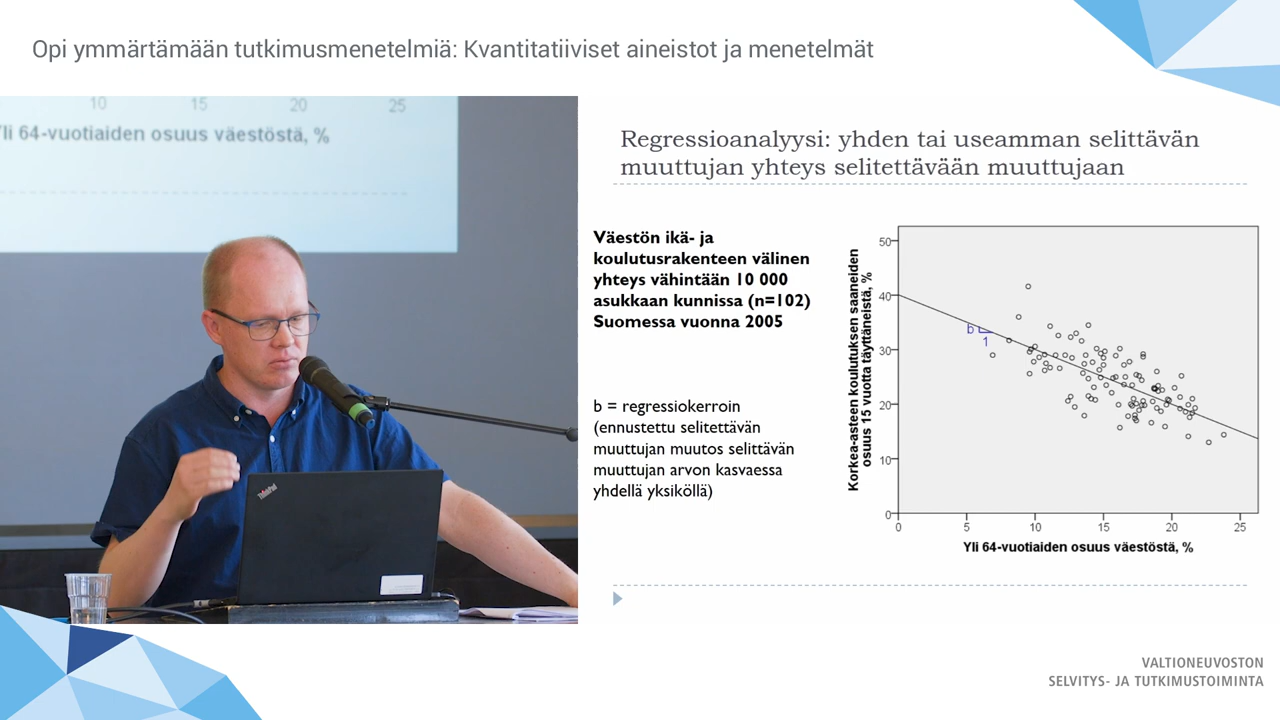 Opi ymmärtämään tutkimusmenetelmiä: Kvantitatiiviset aineistot ja menetelmät
10 15 20 25
64-vuotiaiden osuus väestöstä, %
ThinkPad
Regressioanalyysi: yhden tai useamman selittävän
muuttujan yhteys selitettävään muuttujaan
Väestön ikä- ja
koulutusrakenteen välinen
yhteys vähintään 10 000
asukkaan kunnissa (n=102)
Suomessa vuonna 2005
b = regressiokerroin
(ennustettu selitettävän
muuttujan muutos selittävän
muuttujan arvon kasvaessa
yhdellä yksiköllä)
Korkea-asteen koulutuksen saaneiden
osuus 15 vuotta täyttäneistä, %
50
40
30
20
10
0
b
1
0 5 10 15 20 25
Yli 64-vuotiaiden osuus väestöstä, %
VALTIONEUVOSTON
SELVITYS- JA TUTKIMUSTOIMINTA